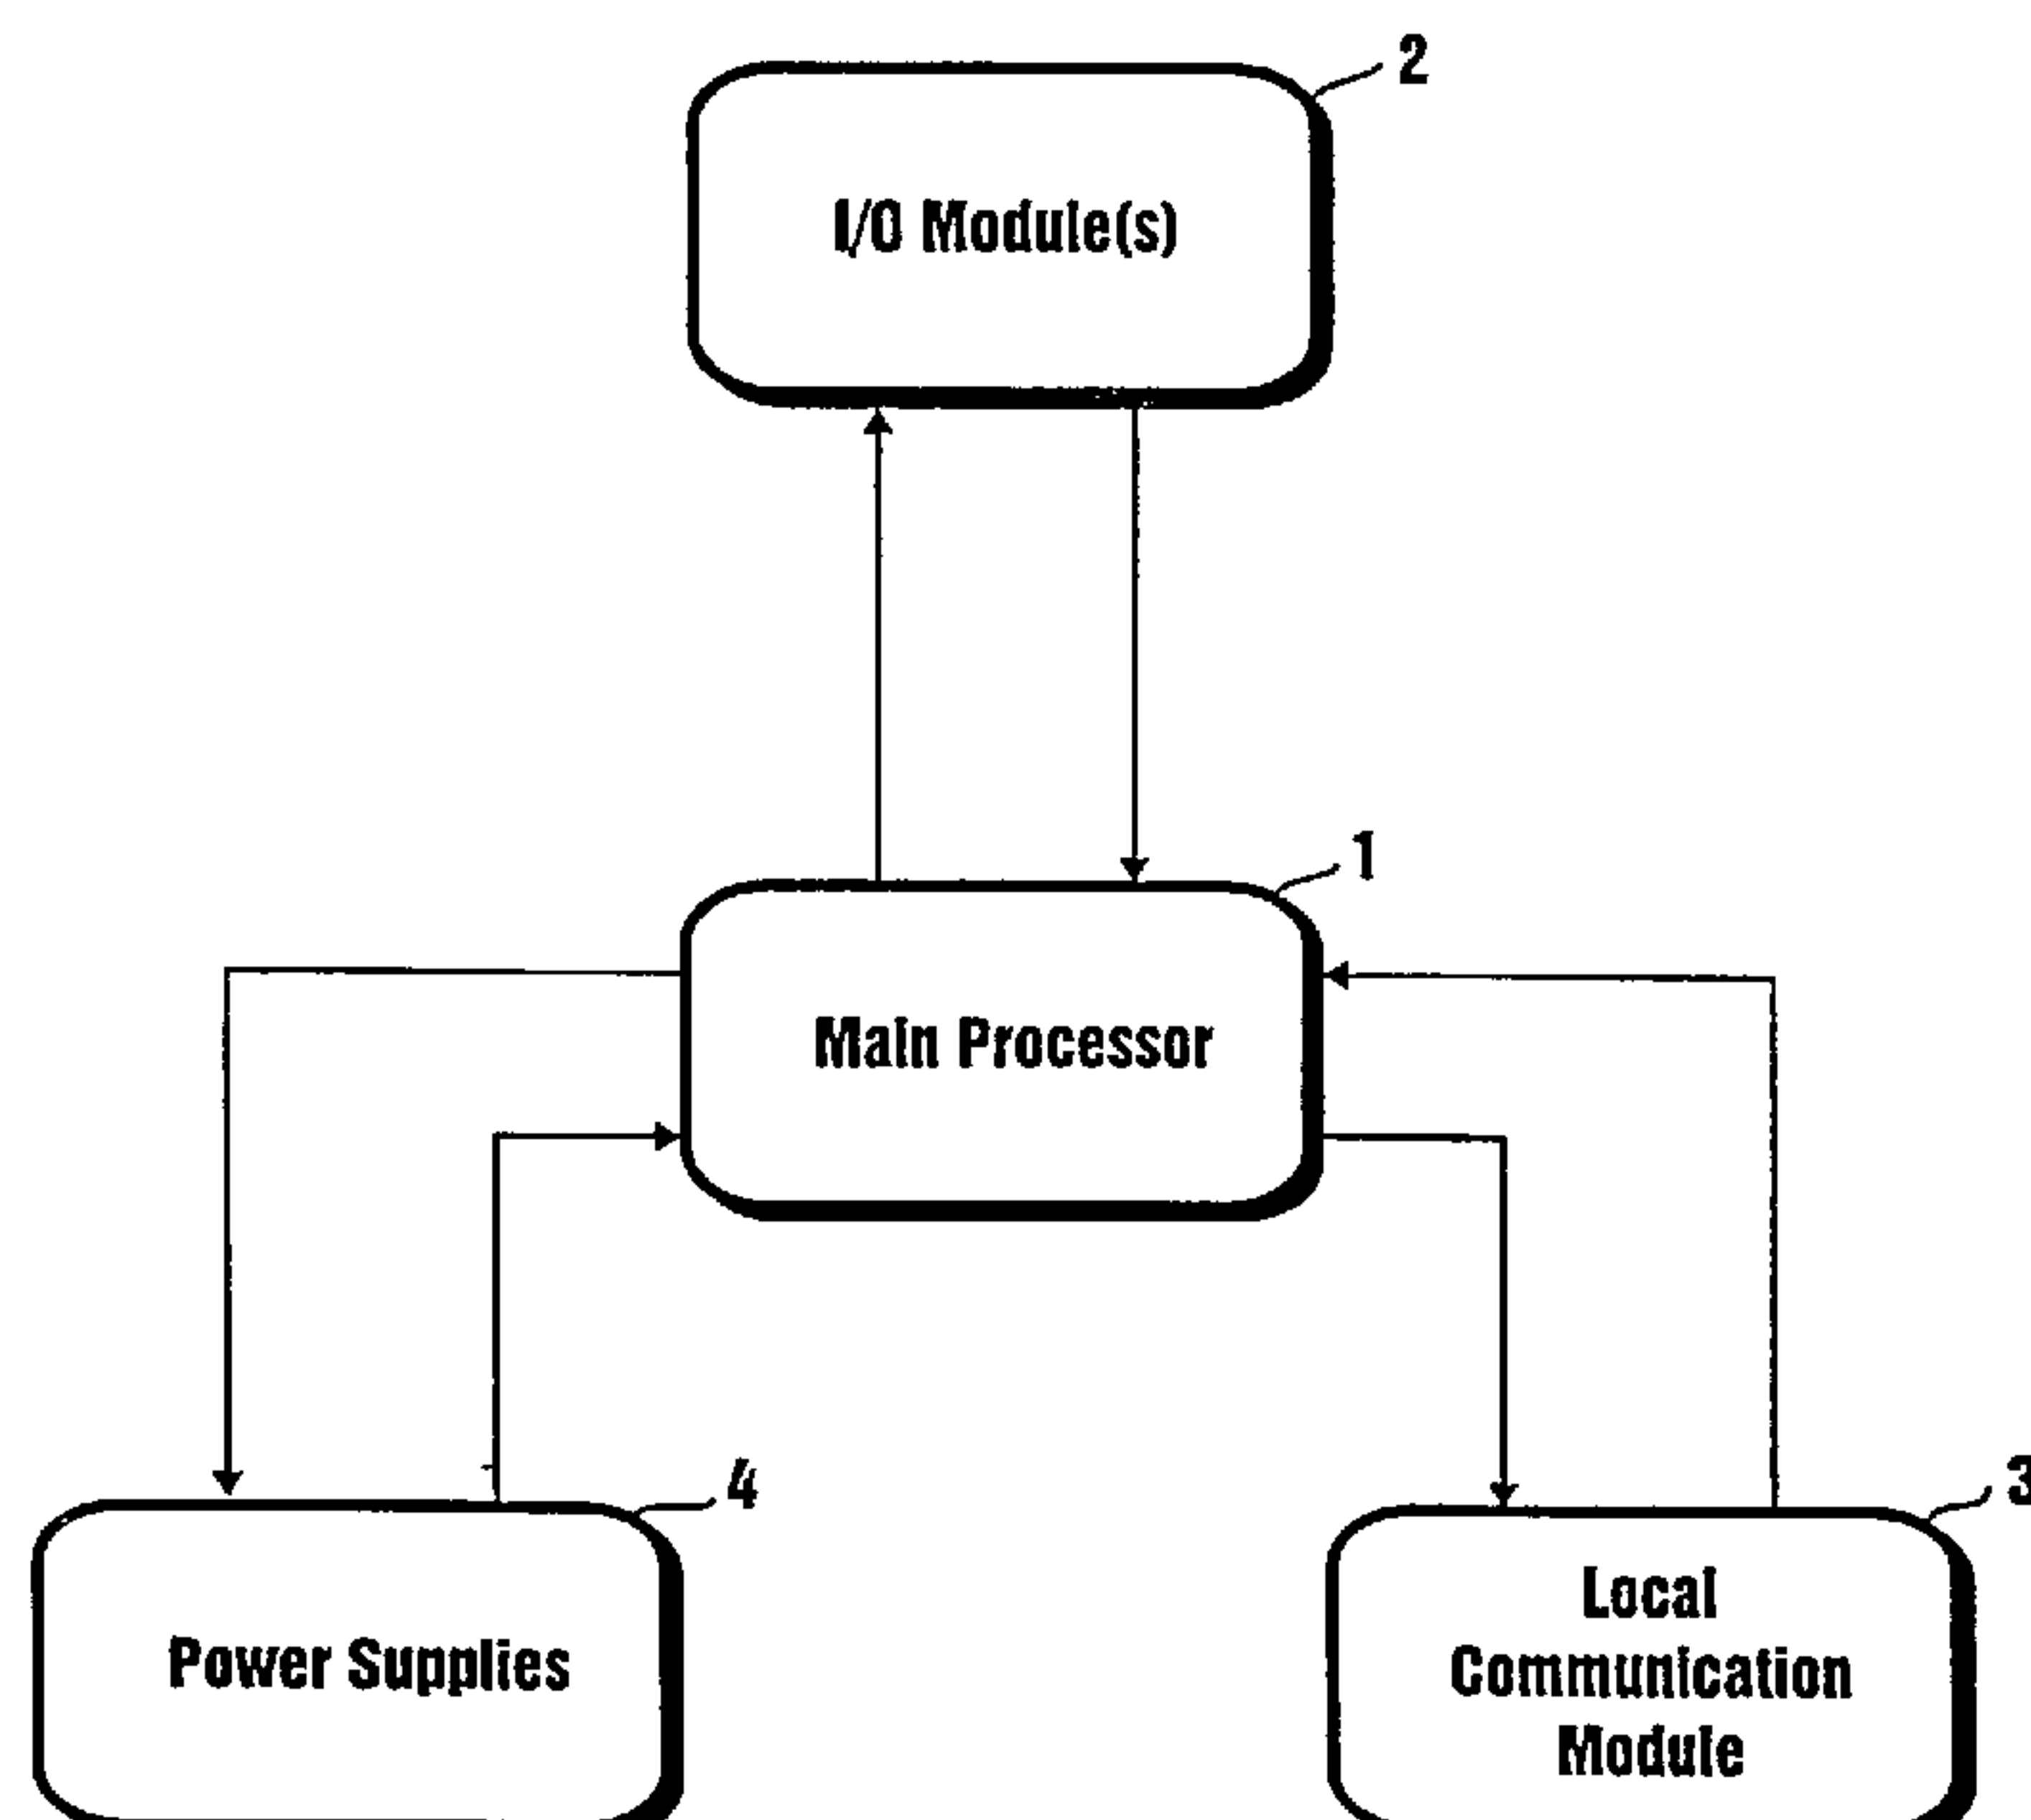 2
I/O Module(s)
1
Main Processor
4
3
Power Supplies
Local
Communication
Module